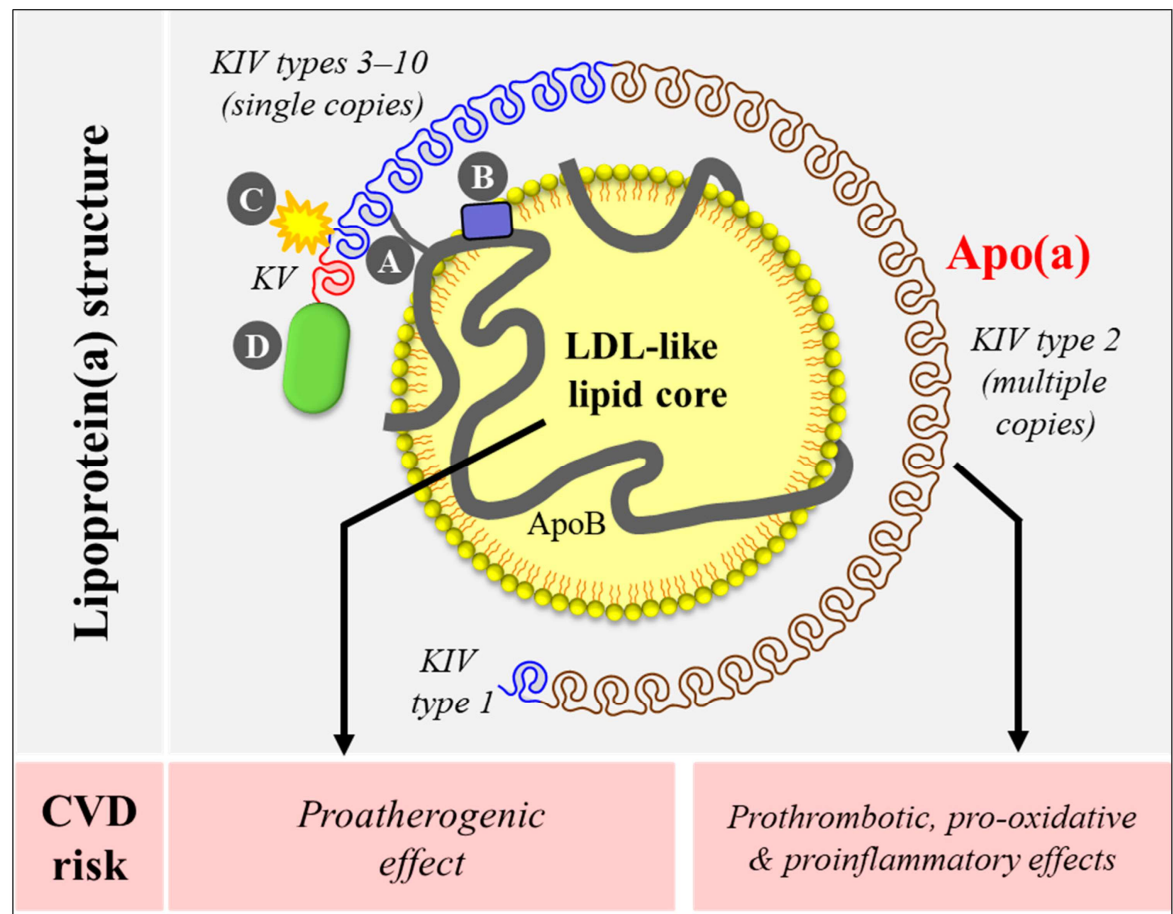 Lipoprotein(a) structure
KIV types 3–10
(single copies)
B
C
A
KV
D
Apo(a)
LDL-like
lipid core
KIV type 2
(multiple
copies)
ApoB
KIV
type 1
CVD
risk
Proatherogenic
effect
Prothrombotic, pro-oxidative
& proinflammatory effects